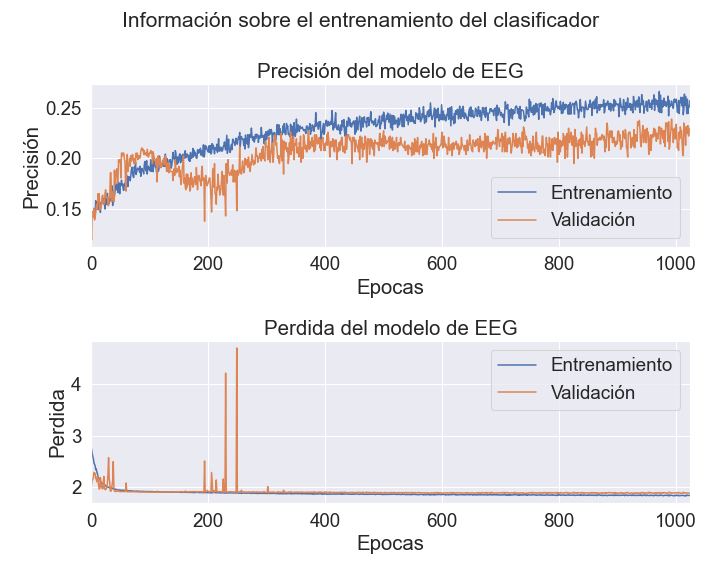 Información sobre el entrenamiento del clasificador
Precisión del modelo de EEG
0.25
0.20
0.15
Precisión
Entrenamiento
Validación
0 200 400 600 800 1000
Epocas
Perdida del modelo de EEG
4
3
2
Perdida
Entrenamiento
Validación
0 200 400 600 800 1000
Epocas